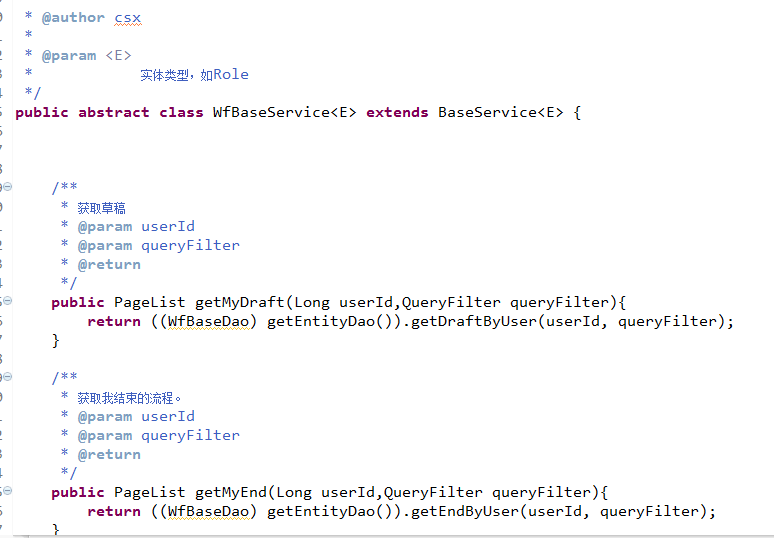 * @author csx
*
* @param <E>
* 实体类型，如Role
*/
public abstract class WfBaseService<E> extends BaseService<E> {
/**
* 获取草稿
* @param userId
* @param queryFilter
* @return
*/
public PageList getMyDraft(Long userId,QueryFilter queryFilter){
return ((WfBaseDao) getEntityDao()).getDraftByUser(userId, queryFilter);
}
/**
* 获取我结束的流程。
* @param userId
* @param queryFilter
* @return
*/
public PageList getMyEnd(Long userId,QueryFilter queryFilter){
return ((WfBaseDao) getEntityDao()).getEndByUser(userId, queryFilter);
}